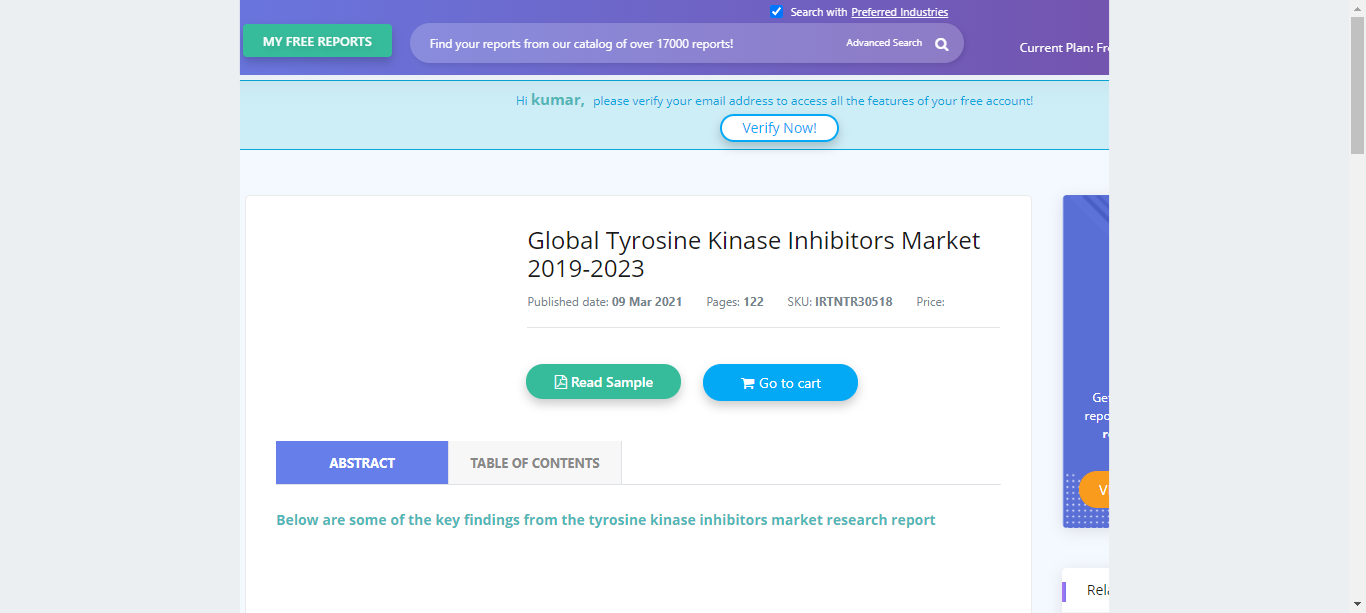 Search with Preferred Industries
MY FREE REPORTS
Find your reports from our catalog of over 17000 reports!
Advanced Search
Current Plan:
Hi kumar, please verify your email address to access all the features of your free account!
Verify Now!
Global Tyrosine Kinase Inhibitors Market
2019-2023
Published date: 09 Mar 2021 Pages: 122 SKU: IRTNTR30518 Price:
Read Sample
Go to cart
ABSTRACT
TABLE OF CONTENTS
Below are some of the key findings from the tyrosine kinase inhibitors market research report